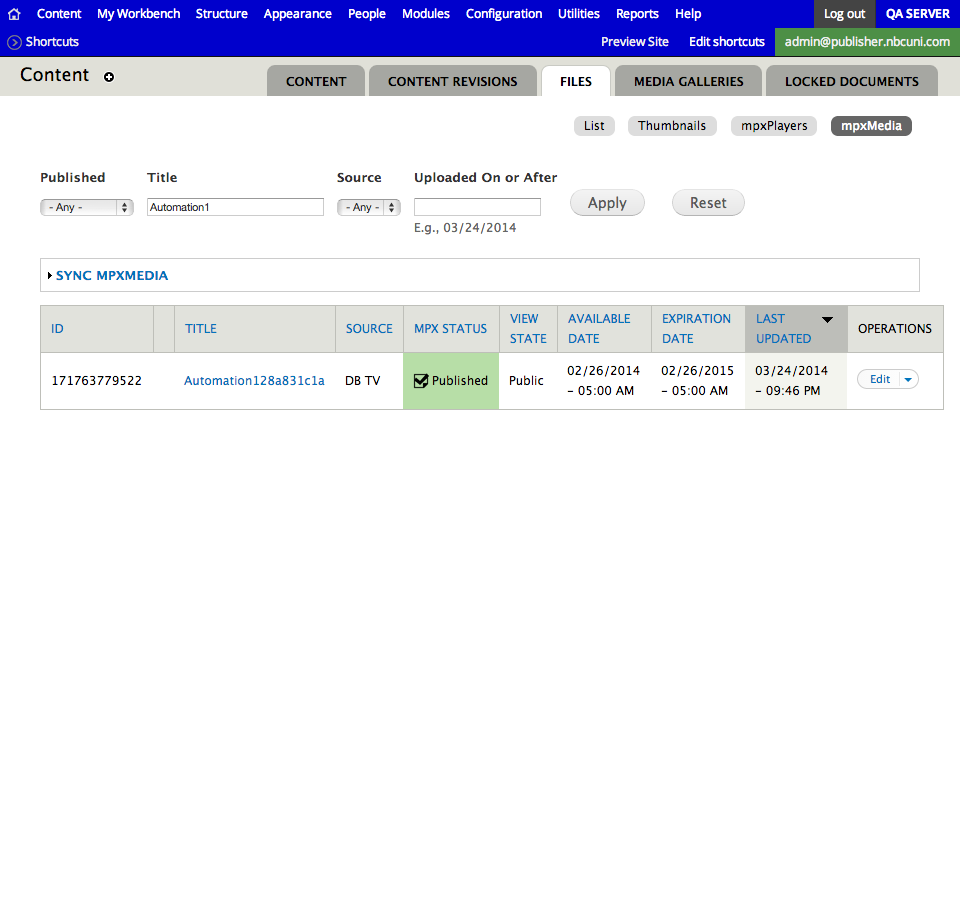 Content My Workbench Structure Appearance People Modules Configuration Utilities Reports Help Log out QA SERVER
Shortcuts Preview Site Edit shortcuts admin@publisher.nbcuni.com
Content CONTENT CONTENT REVISIONS FILES MEDIA GALLERIES LOCKED DOCUMENTS
List Thumbnails mpxPlayers mpxMedia
Published Title Source Uploaded On or After
- Any - Automation1 - Any - Apply Reset
E.g., 03/24/2014
SYNC MPXMEDIA
ID TITLE SOURCE MPX STATUS VIEW STATE AVAILABLE DATE EXPIRATION DATE LAST UPDATED OPERATIONS
171763779522 Automation128a831c1a DB TV Published Public 02/26/2014 – 05:00 AM 02/26/2015 – 05:00 AM 03/24/2014 – 09:46 PM Edit